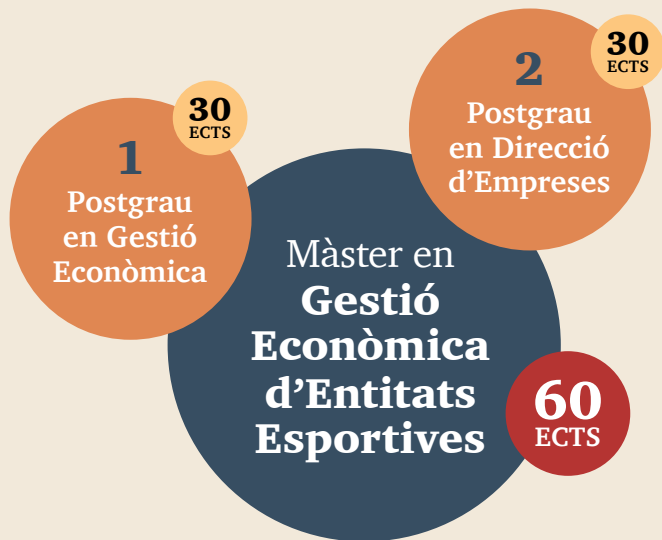 30
ECTS
1
Postgrau
en Gestió
Econòmica
30
ECTS
2
Postgrau
en Direcció
d’Empreses
Màster en
Gestió
Econòmica
d’Entitats
Esportives
60
ECTS